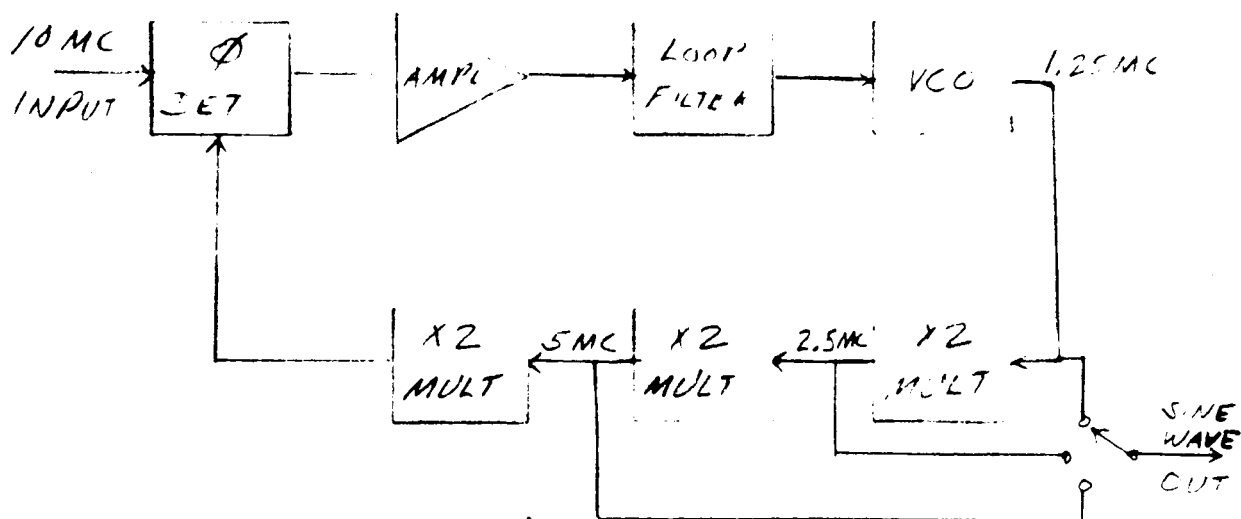 10 MC
INPUT
Ø
DET
AMPL
LOOP
FILTER
VCO
1.25MC
X2
MULT
5MC
X2
MULT
2.5MC
X2
MULT
SINE
WAVE
OUT